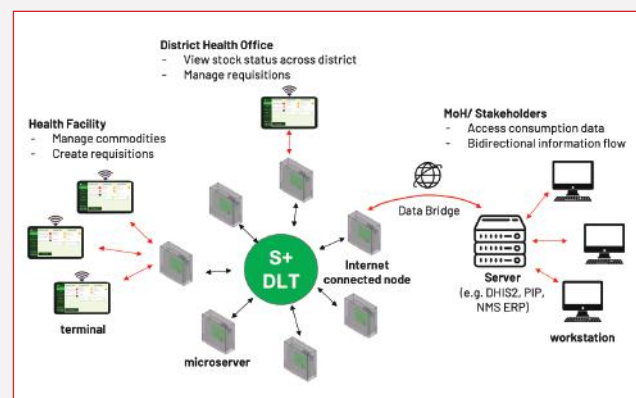 District Health Office
- View stock status across district
- Manage requisitions
Health Facility
- Manage commodities
- Create requisitions
MoH/ Stakeholders
- Access consumption data
- Bidirectional information flow
Data Bridge
S+
DLT
Internet
connected node
Server
(e.g. DHIS2, PIP,
NMS ERP)
terminal
microserver
workstation